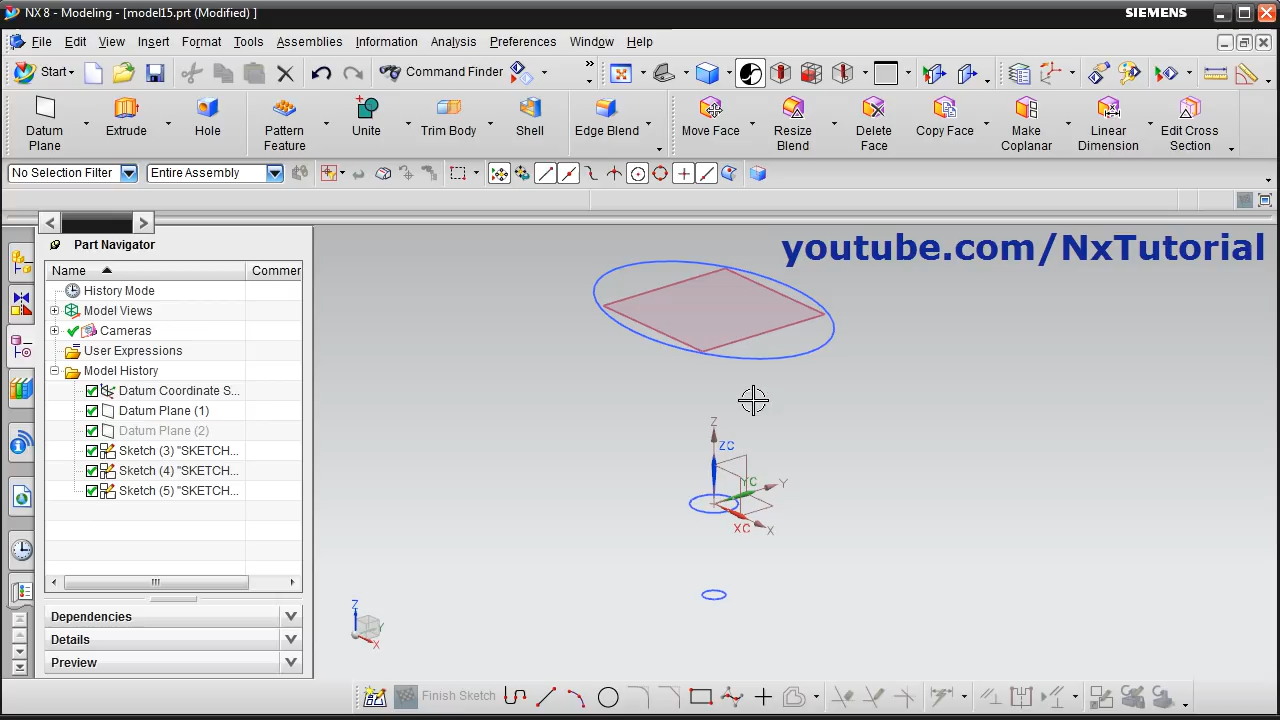 NX 8 - Modeling - [model15.prt (Modified) ]
SIEMENS
File Edit View Insert Format Tools Assemblies Information Analysis Preferences Window Help
Start
Command Finder
Datum Plane
Extrude
Hole
Pattern Feature
Unite
Trim Body
Shell
Edge Blend
Move Face
Resize Blend
Delete Face
Copy Face
Make Coplanar
Linear Dimension
Edit Cross Section
No Selection Filter
Entire Assembly
Part Navigator
Name
Commer
History Mode
Model Views
Cameras
User Expressions
Model History
Datum Coordinate S...
Datum Plane (1)
Datum Plane (2)
Sketch (3) "SKETCH...
Sketch (4) "SKETCH...
Sketch (5) "SKETCH...
Dependencies
Details
Preview
youtube.com/NxTutorial
Z
ZC
YC
Y
XC
X
Z
Y
X
Finish Sketch